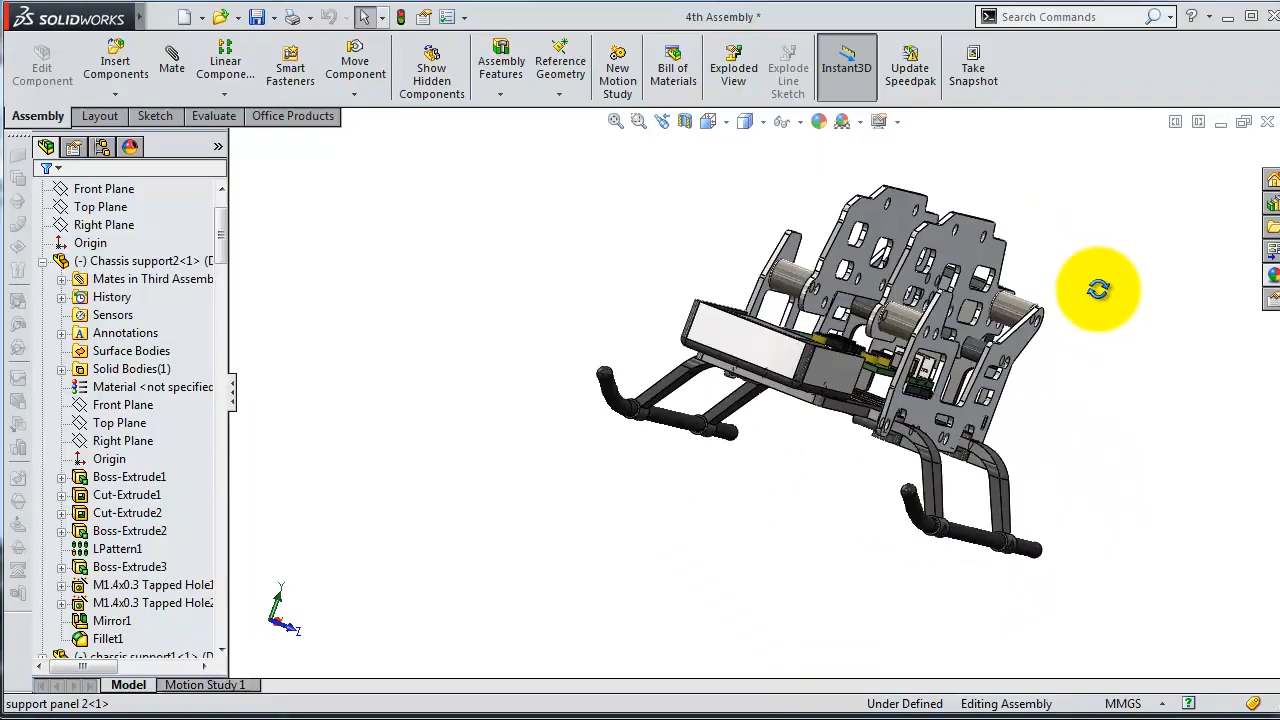 SOLIDWORKS
4th Assembly *
Search Commands
Edit
Component
Insert
Components
Mate
Linear
Compone...
Smart
Fasteners
Move
Component
Show
Hidden
Components
Assembly
Features
Reference
Geometry
New
Motion
Study
Bill of
Materials
Exploded
View
Explode
Line
Sketch
Instant3D
Update
Speedpak
Take
Snapshot
Assembly
Layout
Sketch
Evaluate
Office Products
Front Plane
Top Plane
Right Plane
Origin
(-) Chassis support2<1> (D
Mates in Third Assemb
History
Sensors
Annotations
Surface Bodies
Solid Bodies(1)
Material <not specified
Front Plane
Top Plane
Right Plane
Origin
Boss-Extrude1
Cut-Extrude1
Cut-Extrude2
Boss-Extrude2
LPattern1
Boss-Extrude3
M1.4x0.3 Tapped Hole1
M1.4x0.3 Tapped Hole2
Mirror1
Fillet1
chassis support1<1> (D
Y
Z
Model
Motion Study 1
support panel 2<1>
Under Defined
Editing Assembly
MMGS